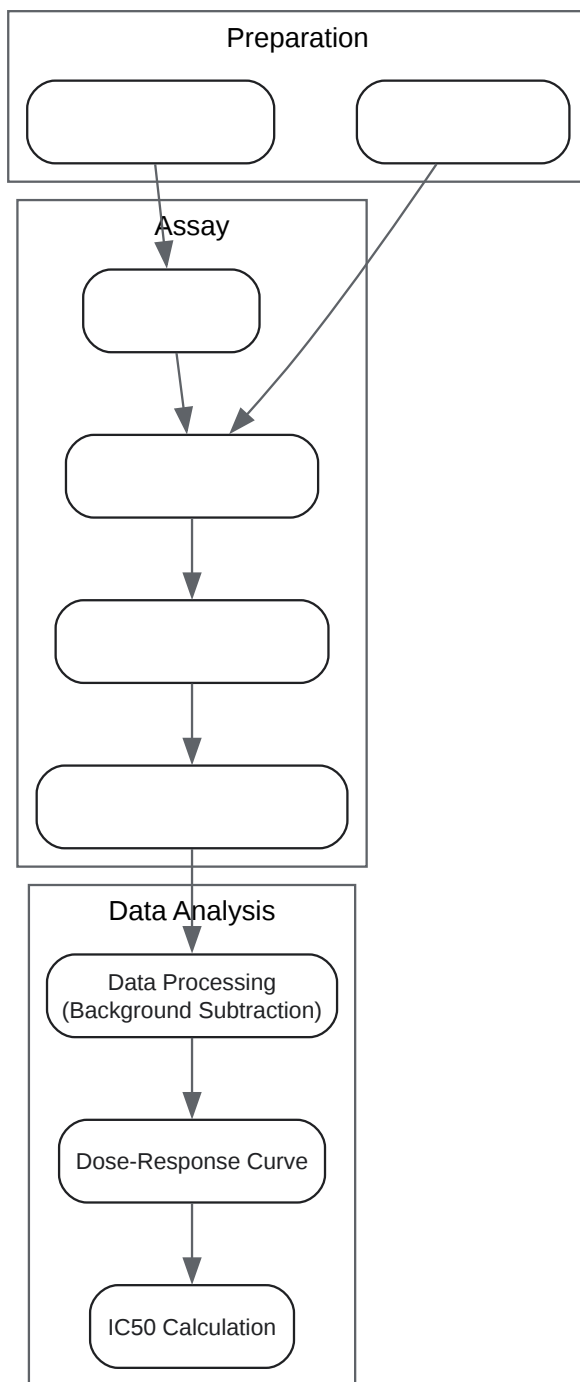 Preparation
Assay
Data Analysis
Data Processing
(Background Subtraction)
Dose-Response Curve
IC50 Calculation